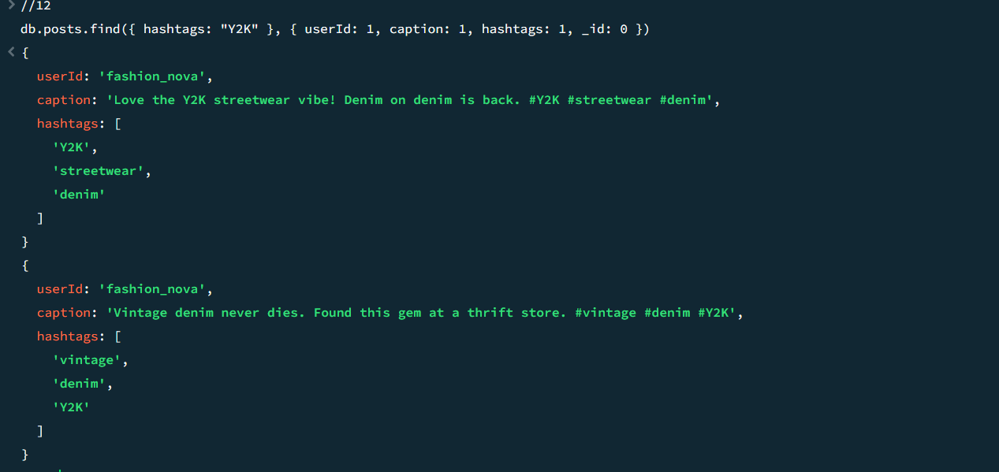 //12
db.posts.find({ hashtags: "Y2K" }, { userId: 1, caption: 1, hashtags: 1, _id: 0 })
{
userId: 'fashion_nova',
caption: 'Love the Y2K streetwear vibe! Denim on denim is back. #Y2K #streetwear #denim',
hashtags: [
'Y2K',
'streetwear',
'denim'
]
}
{
userId: 'fashion_nova',
caption: 'Vintage denim never dies. Found this gem at a thrift store. #vintage #denim #Y2K',
hashtags: [
'vintage',
'denim',
'Y2K'
]
}